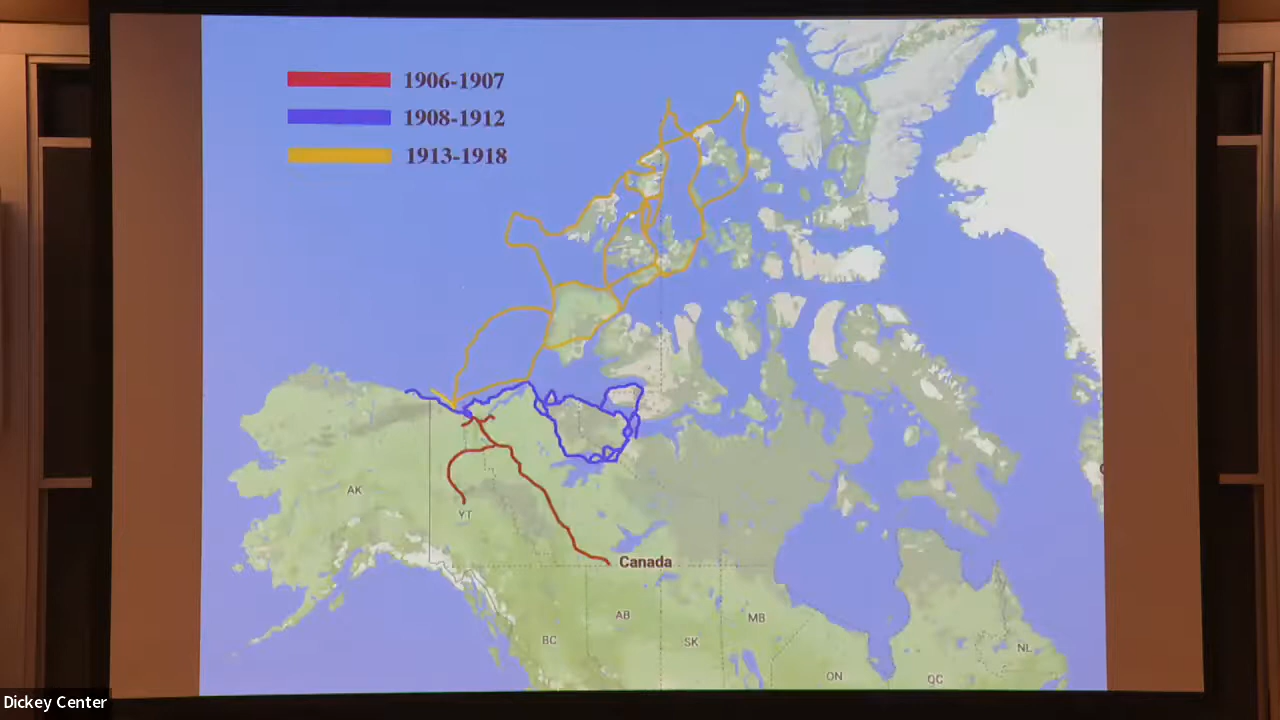 1906-1907
1908-1912
1913-1918
AK
YT
Canada
AB
BC
SK
MB
ON
QC
NL
Dickey Center